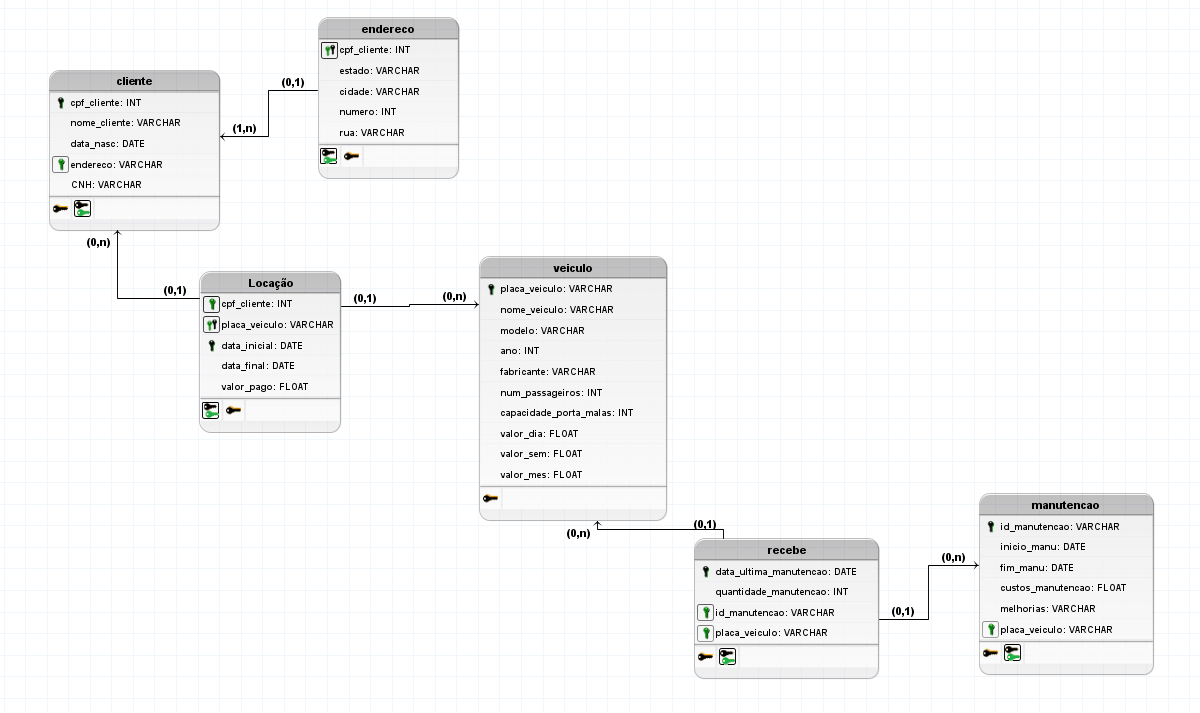 endereco
cpf_cliente: INT
estado: VARCHAR
cidade: VARCHAR
numero: INT
rua: VARCHAR
(0,1)
(1,n)
cliente
cpf_cliente: INT
nome_cliente: VARCHAR
data_nasc: DATE
endereco: VARCHAR
CNH: VARCHAR
(0,n)
(0,1)
Locação
cpf_cliente: INT
placa_veiculo: VARCHAR
data_inicial: DATE
data_final: DATE
valor_pago: FLOAT
(0,1)
(0,n)
veiculo
placa_veiculo: VARCHAR
nome_veiculo: VARCHAR
modelo: VARCHAR
ano: INT
fabricante: VARCHAR
num_passageiros: INT
capacidade_porta_malas: INT
valor_dia: FLOAT
valor_sem: FLOAT
valor_mes: FLOAT
(0,n)
(0,1)
recebe
data_ultima_manutencao: DATE
quantidade_manutencao: INT
id_manutencao: VARCHAR
placa_veiculo: VARCHAR
(0,1)
(0,n)
manutencao
id_manutencao: VARCHAR
inicio_manu: DATE
fim_manu: DATE
custos_manutencao: FLOAT
melhorias: VARCHAR
placa_veiculo: VARCHAR